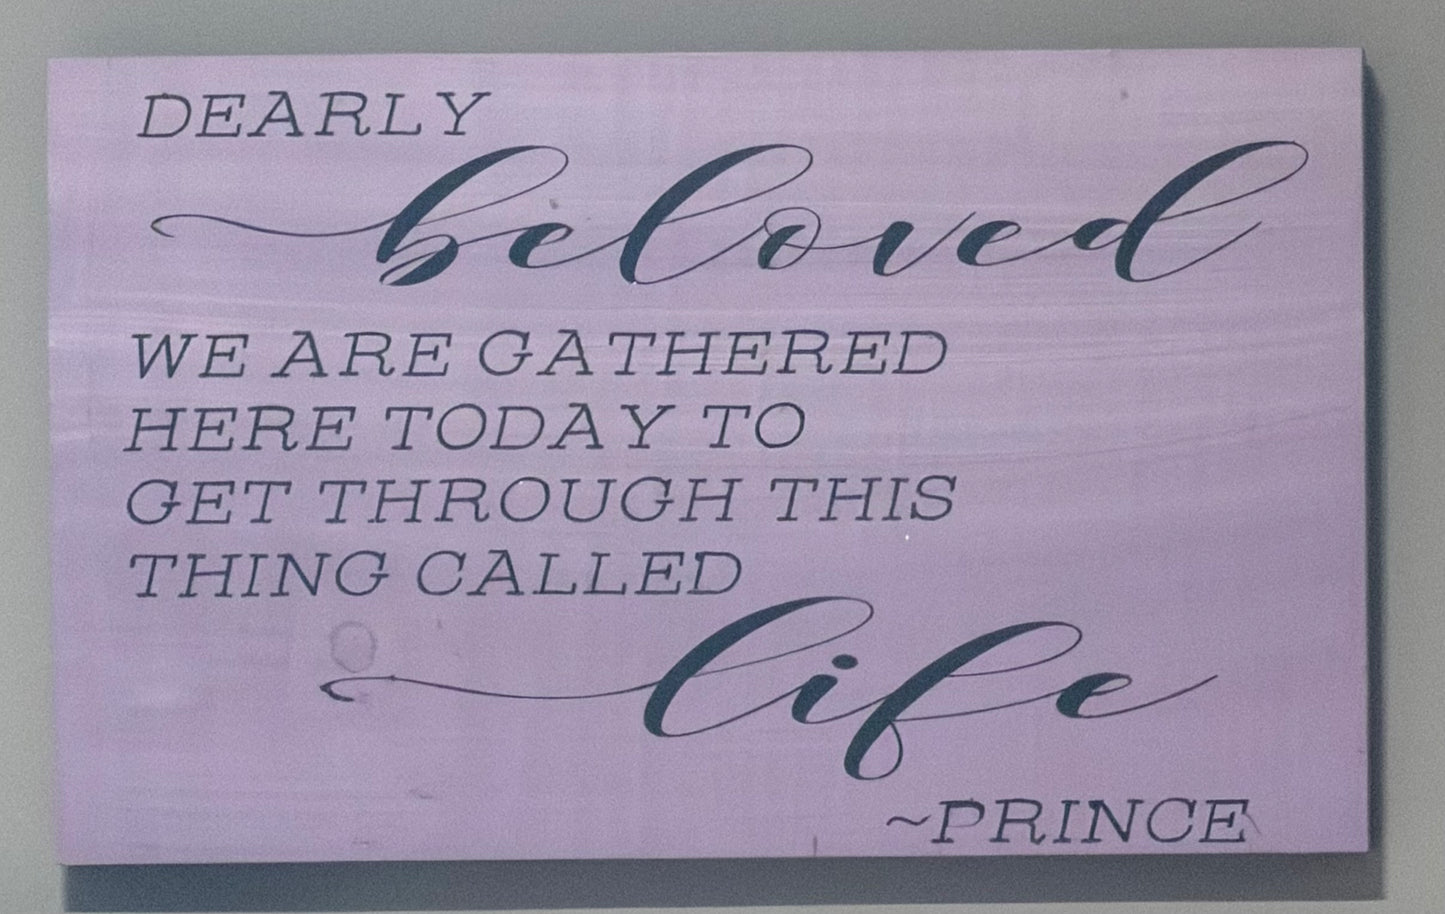 DEARLY
beloved
WE ARE GATHERED
HERE TODAY TO
GET THROUGH THIS
THING CALLED
life
~PRINCE